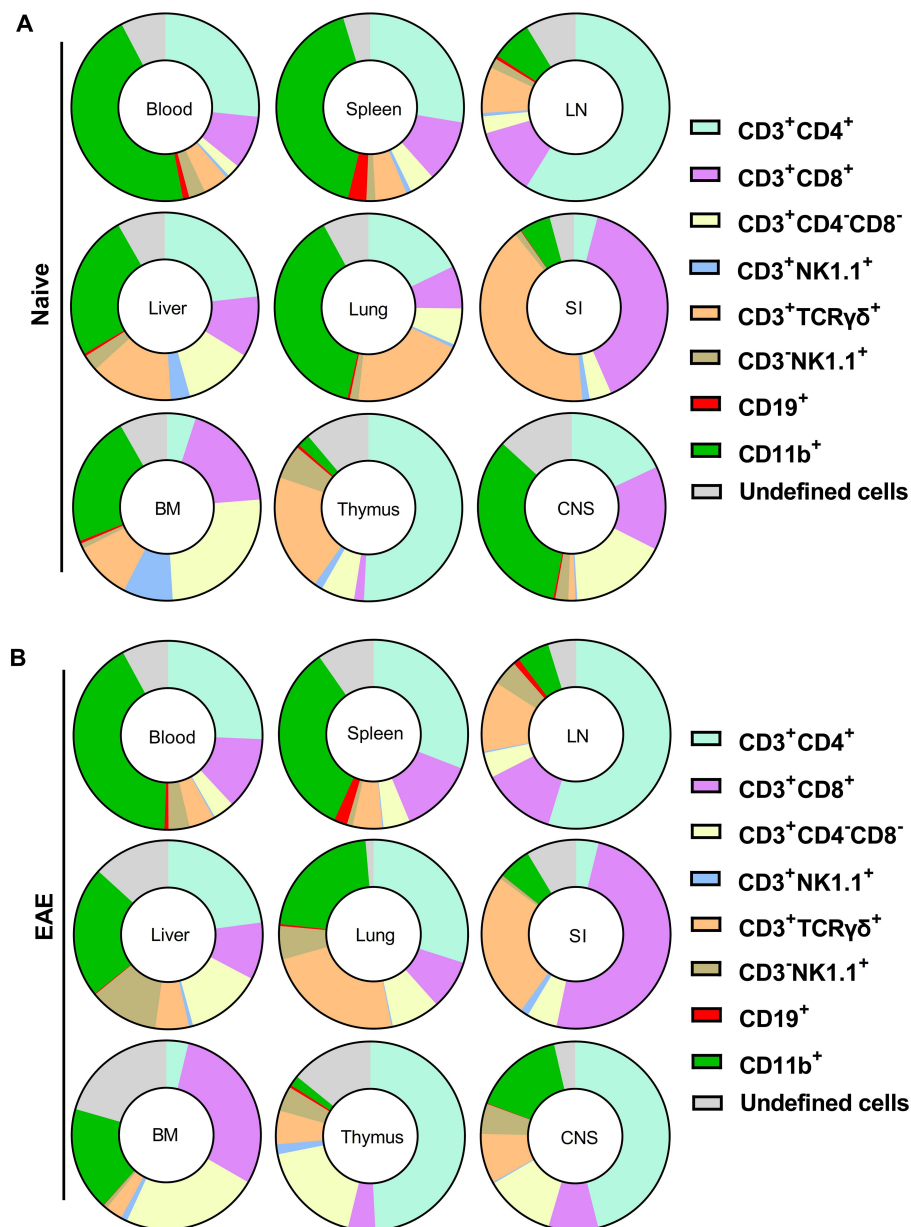 A
Naive
Blood
Spleen
LN
Liver
Lung
SI
BM
Thymus
CNS
CD3⁺CD4⁺
CD3⁺CD8⁺
CD3⁺CD4⁻CD8⁻
CD3⁺NK1.1⁺
CD3⁺TCRγδ⁺
CD3⁻NK1.1⁺
CD19⁺
CD11b⁺
Undefined cells
B
EAE
Blood
Spleen
LN
Liver
Lung
SI
BM
Thymus
CNS
CD3⁺CD4⁺
CD3⁺CD8⁺
CD3⁺CD4⁻CD8⁻
CD3⁺NK1.1⁺
CD3⁺TCRγδ⁺
CD3⁻NK1.1⁺
CD19⁺
CD11b⁺
Undefined cells